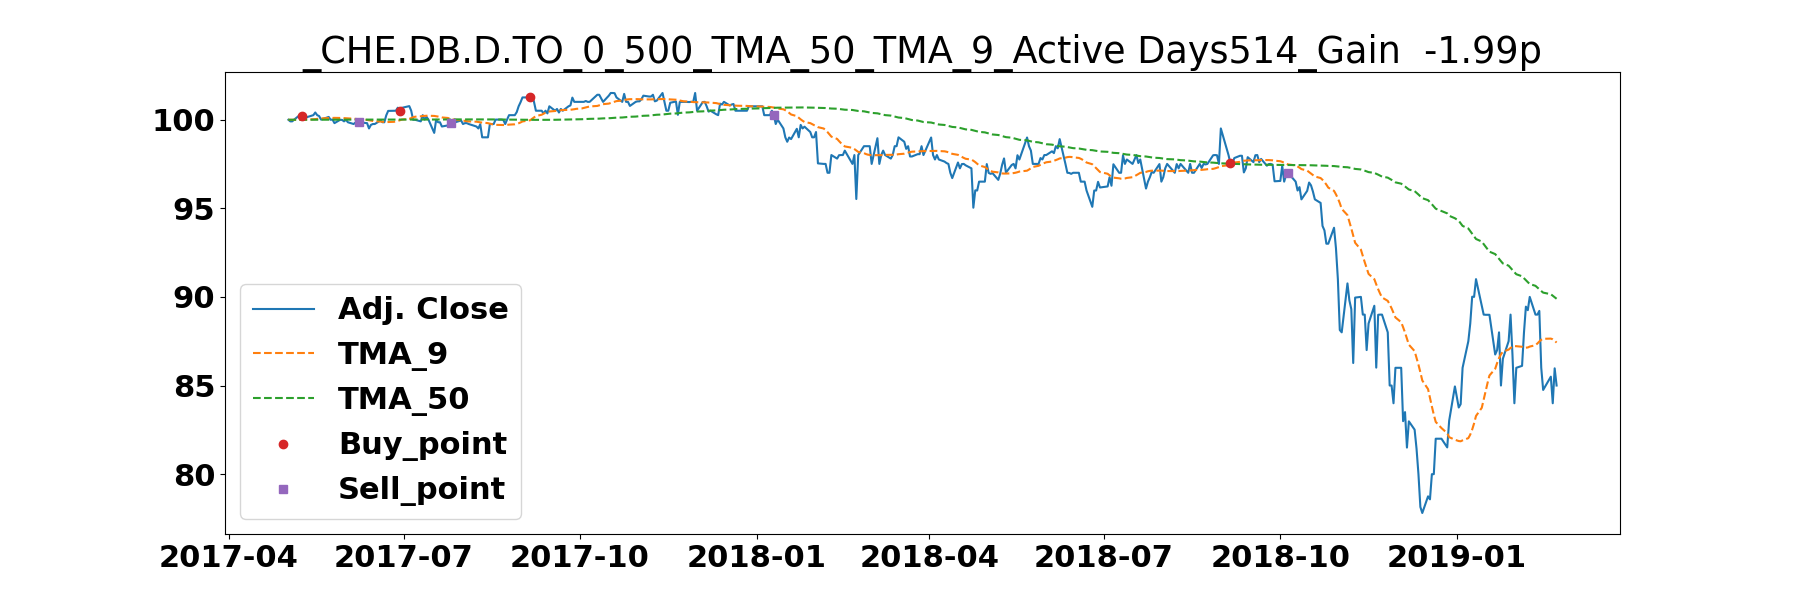 _CHE.DB.D.TO_0_500_TMA_50_TMA_9_Active Days514_Gain  -1.99p
100
95
90
85
80
Adj. Close
TMA_9
TMA_50
Buy_point
Sell_point
2017-04 2017-07 2017-10 2018-01 2018-04 2018-07 2018-10 2019-01